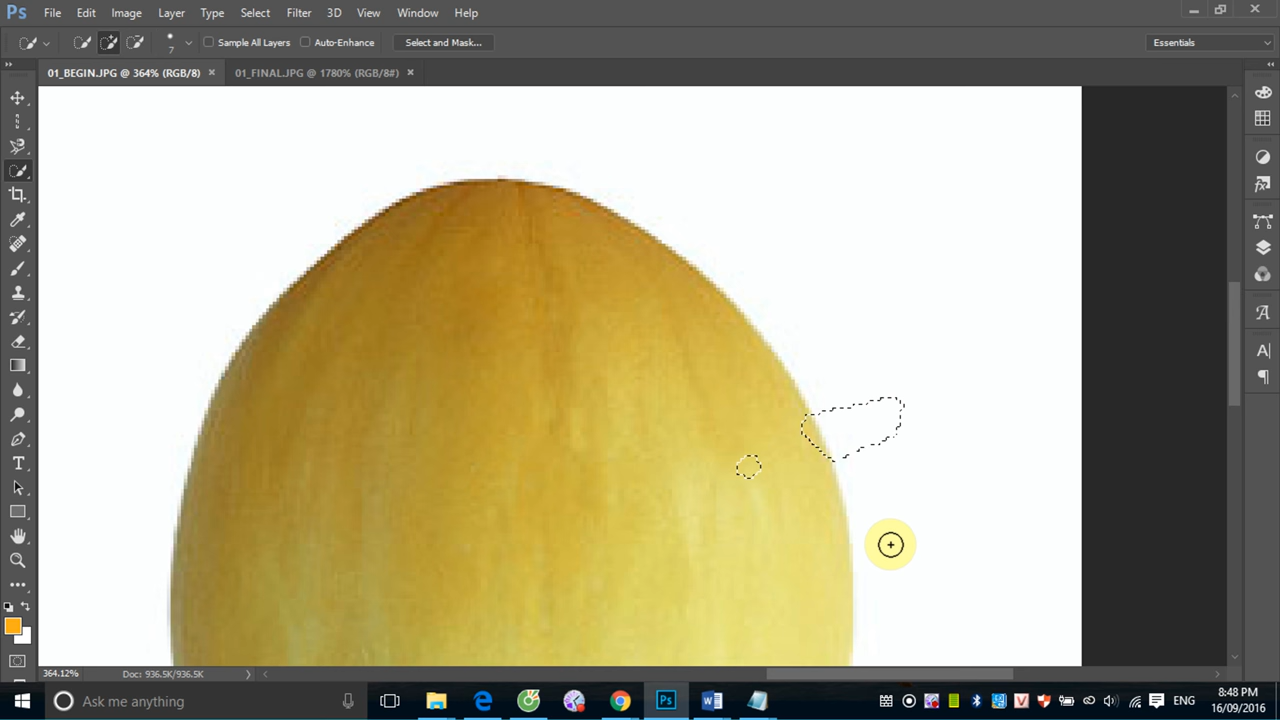 Ps File Edit Image Layer Type Select Filter 3D View Window Help
7 Sample All Layers Auto-Enhance Select and Mask... Essentials
01_BEGIN.JPG @ 364% (RGB/8) × 01_FINAL.JPG @ 1780% (RGB/8#) ×
364.12% Doc: 936.5K/936.5K
Ask me anything ENG 8:48 PM
16/09/2016